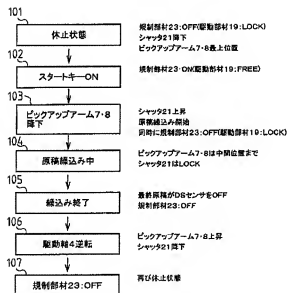 101
休止状態
規制部材23:OFF(駆動部材19:LOCK)
シャッタ21降下
ピックアップアーム7・8最上位置
102
スタートキーON
規制部材23:ON(駆動部材19:FREE)
103
ピックアップアーム7・8
降下
シャッタ21上昇
原稿繰込み開始
同時に規制部材23:OFF(駆動部材19:LOCK)
104
原稿繰込み中
ピックアップアーム7・8は中間位置まで
シャッタ21はLOCK
105
繰込み終了
最終原稿がDSセンサをOFF
規制部材23:OFF
106
駆動軸4逆転
ピックアップアーム7・8上昇
シャッタ21降下
107
規制部材23:OFF
再び休止状態